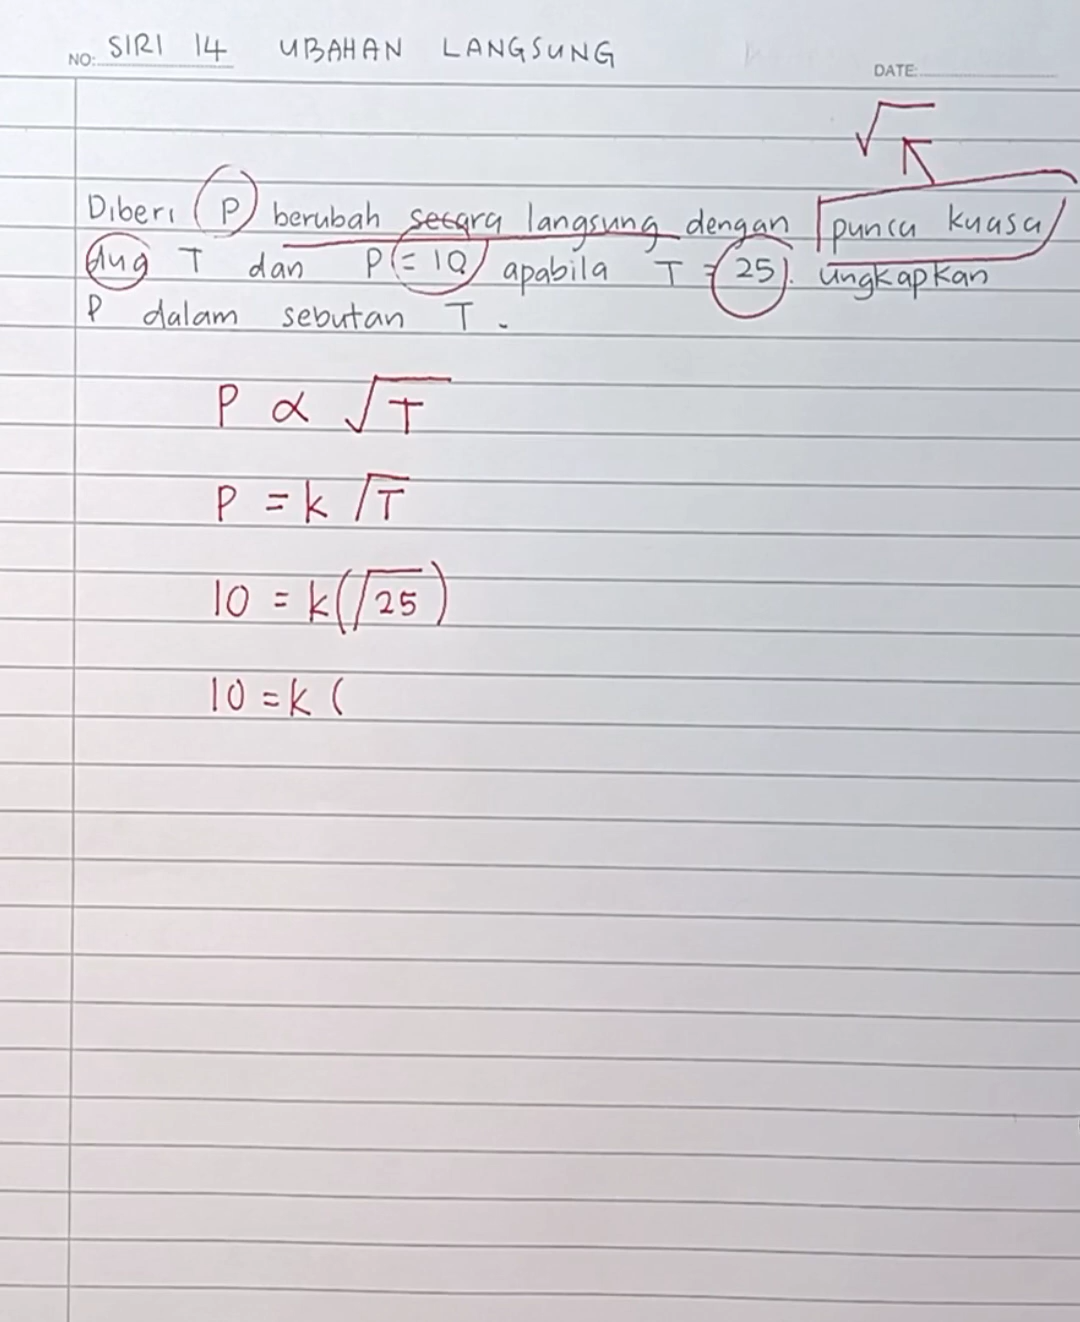 NO: SIRI 14 UBAHAN LANGSUNG
DATE:
√
Diberi P berubah secara langsung dengan punca kuasa
dua T dan P = 10 apabila T = 25. Ungkapkan
P dalam sebutan T.
P ∝ √T
P = k √T
10 = k(√25)
10 = k (